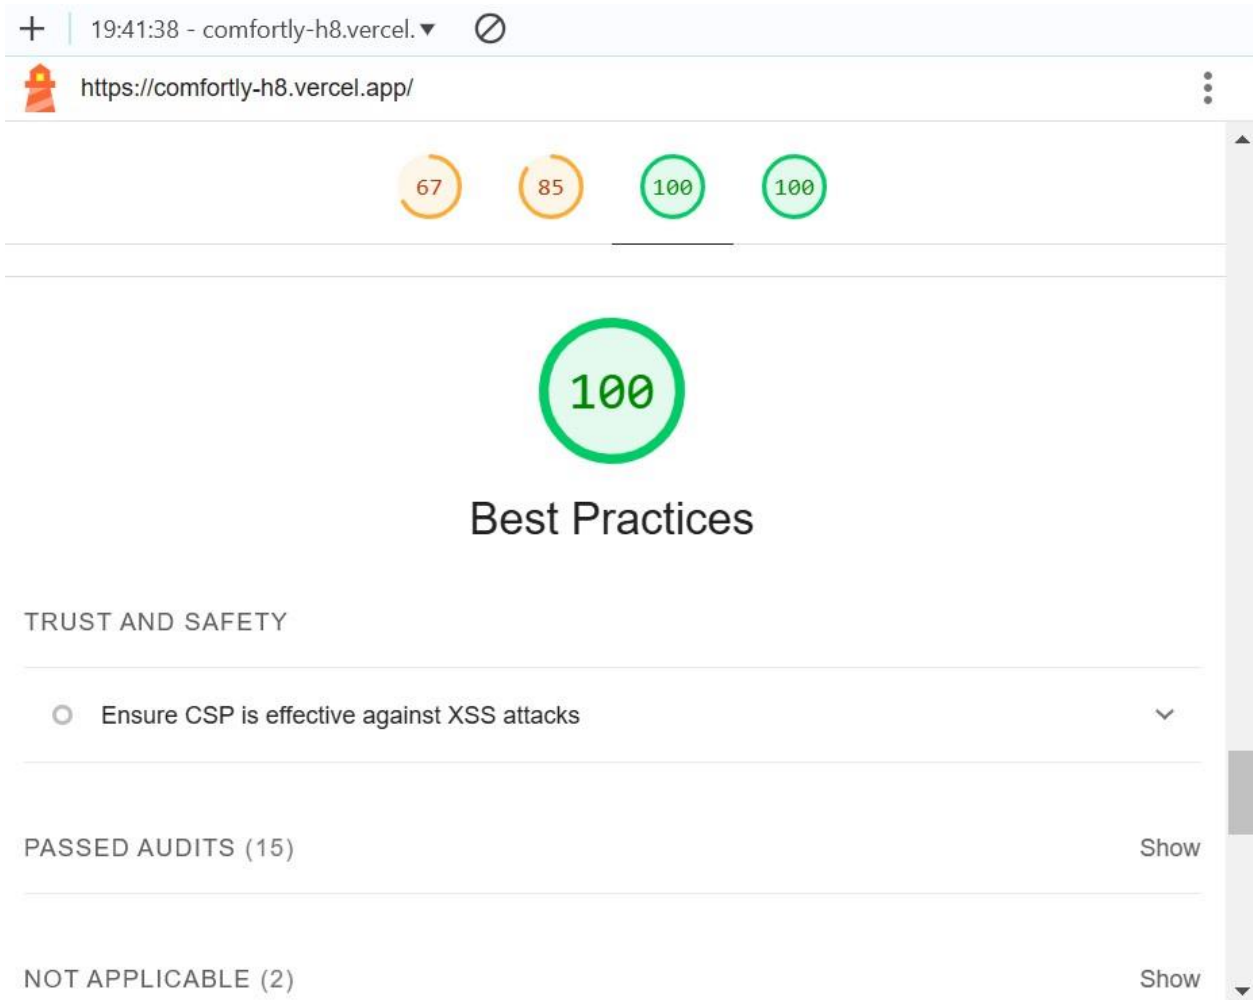 19:41:38 - comfortly-h8.vercel.
https://comfortly-h8.vercel.app/
67 85 100 100
100
Best Practices
TRUST AND SAFETY
Ensure CSP is effective against XSS attacks
PASSED AUDITS (15) Show
NOT APPLICABLE (2) Show